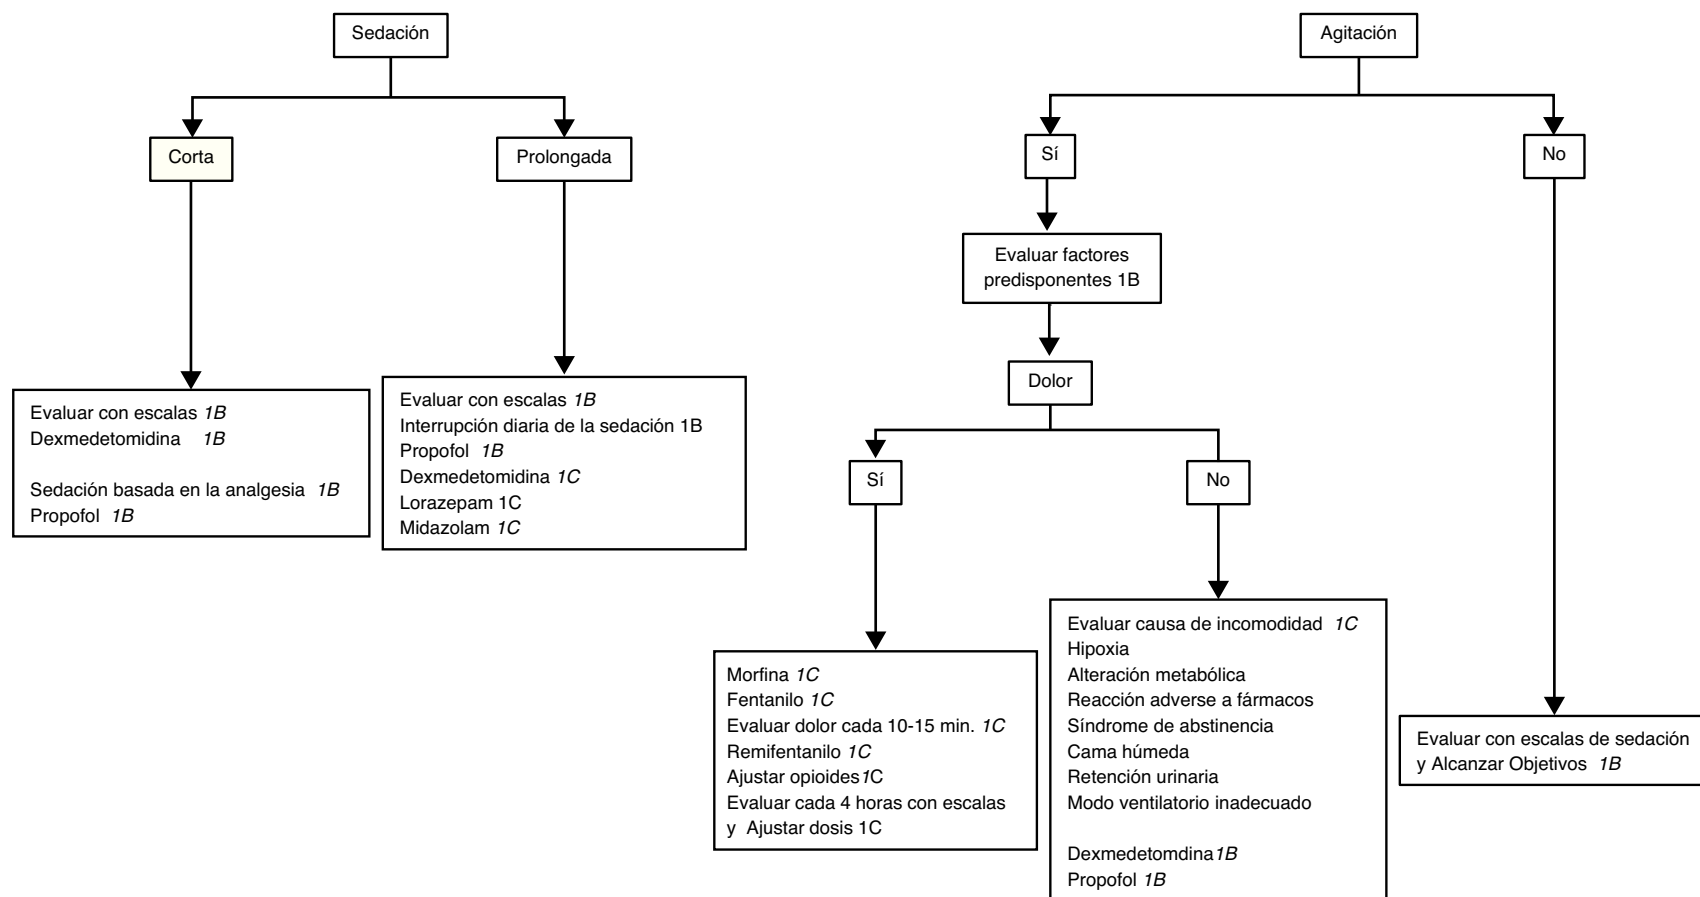 Sedación
Corta
Prolongada
Evaluar con escalas 1B
Dexmedetomidina 1B
Sedación basada en la analgesia 1B
Propofol 1B
Evaluar con escalas 1B
Interrupción diaria de la sedación 1B
Propofol 1B
Dexmedetomidina 1C
Lorazepam 1C
Midazolam 1C
Agitación
Sí
No
Evaluar factores
predisponentes 1B
Dolor
Sí
No
Morfina 1C
Fentanilo 1C
Evaluar dolor cada 10-15 min. 1C
Remifentanilo 1C
Ajustar opioides1C
Evaluar cada 4 horas con escalas
y Ajustar dosis 1C
Evaluar causa de incomodidad 1C
Hipoxia
Alteración metabólica
Reacción adverse a fármacos
Síndrome de abstinencia
Cama húmeda
Retención urinaria
Modo ventilatorio inadecuado
Dexmedetomdina1B
Propofol 1B
Evaluar con escalas de sedación
y Alcanzar Objetivos 1B